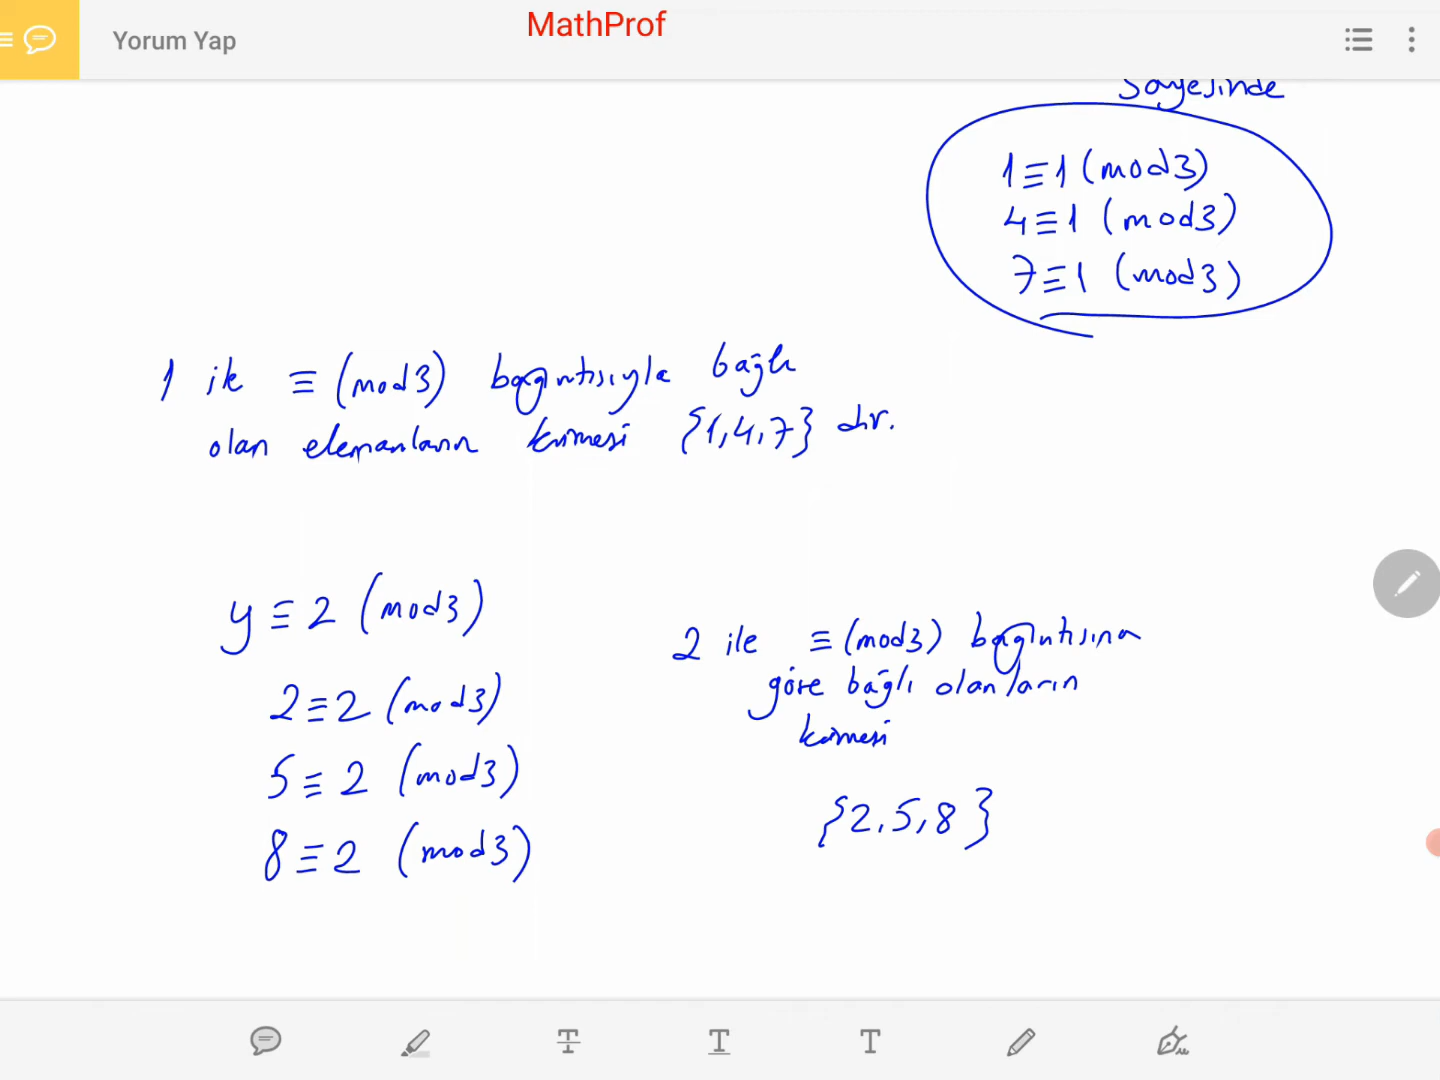 MathProf
Yorum Yap
sayesinde
1≡1 (mod3)
4≡1 (mod3)
7≡1 (mod3)
1 ile ≡ (mod3) bağıntısıyla bağlı
olan elemanların kümesi {1,4,7} dir.
y≡2 (mod3)
2≡2 (mod3)
5≡2 (mod3)
8≡2 (mod3)
2 ile ≡(mod3) bağıntısına
göre bağlı olanların
kümesi
{2,5,8}